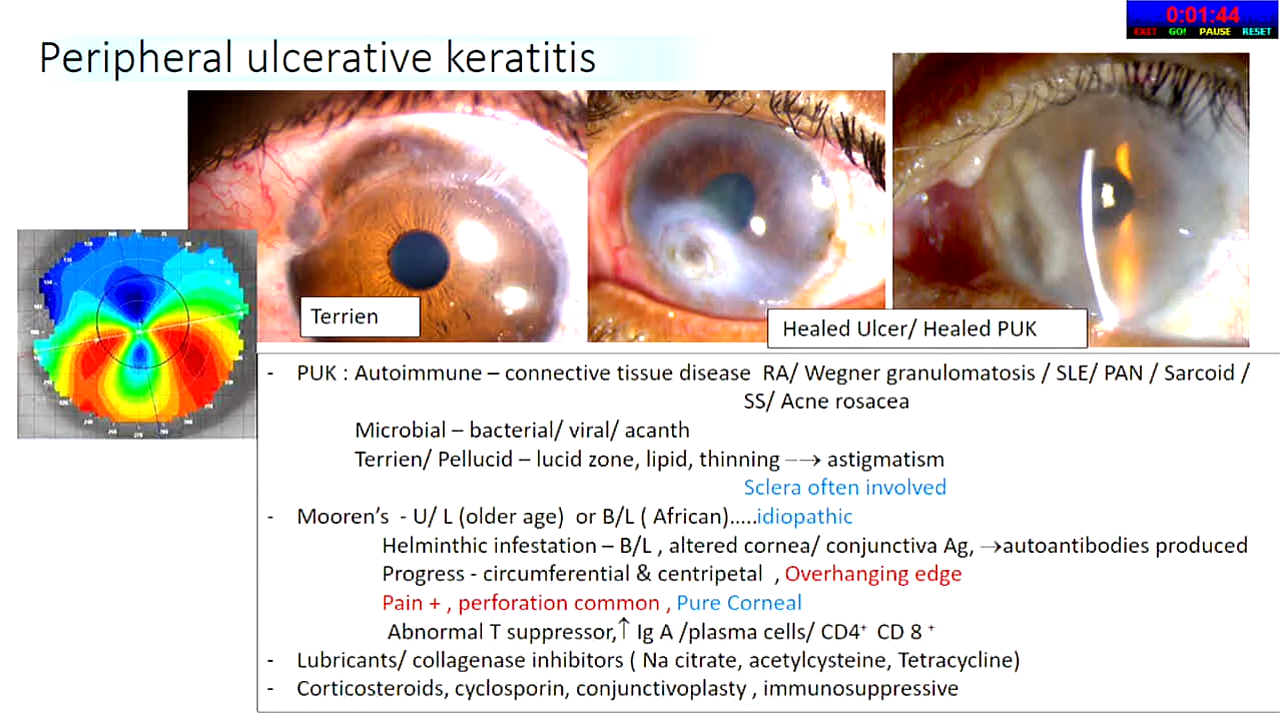 0:01:44
EXIT GO! PAUSE RESET
Peripheral ulcerative keratitis
Terrien
Healed Ulcer/ Healed PUK
- PUK : Autoimmune – connective tissue disease RA/ Wegner granulomatosis / SLE/ PAN / Sarcoid /
SS/ Acne rosacea
Microbial – bacterial/ viral/ acanth
Terrien/ Pellucid – lucid zone, lipid, thinning ---→ astigmatism
Sclera often involved
- Mooren’s - U/ L (older age) or B/L ( African).....idiopathic
Helminthic infestation – B/L , altered cornea/ conjunctiva Ag, →autoantibodies produced
Progress - circumferential & centripetal , Overhanging edge
Pain + , perforation common , Pure Corneal
Abnormal T suppressor,↑ Ig A /plasma cells/ CD4⁺ CD 8 ⁺
- Lubricants/ collagenase inhibitors ( Na citrate, acetylcysteine, Tetracycline)
- Corticosteroids, cyclosporin, conjunctivoplasty , immunosuppressive